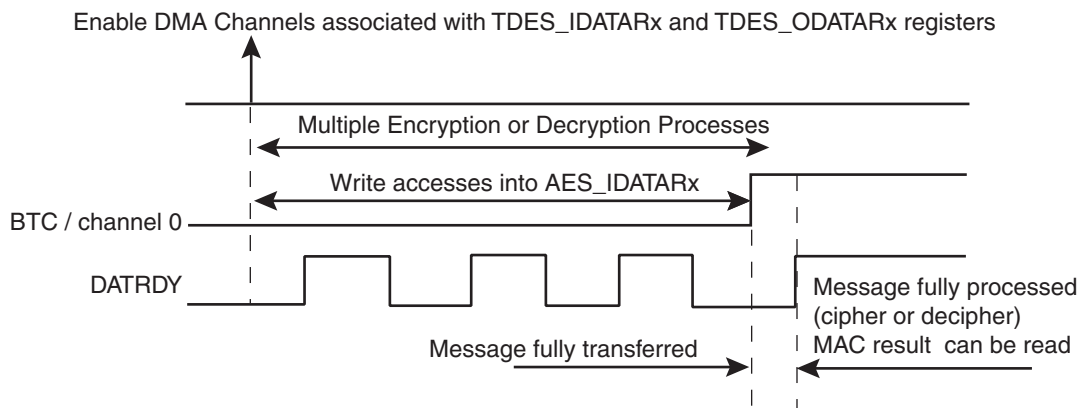 Enable DMA Channels associated with TDES_IDATARx and TDES_ODATARx registers
Multiple Encryption or Decryption Processes
Write accesses into AES_IDATARx
BTC / channel 0
DATRDY
Message fully processed
(cipher or decipher)
MAC result can be read
Message fully transferred